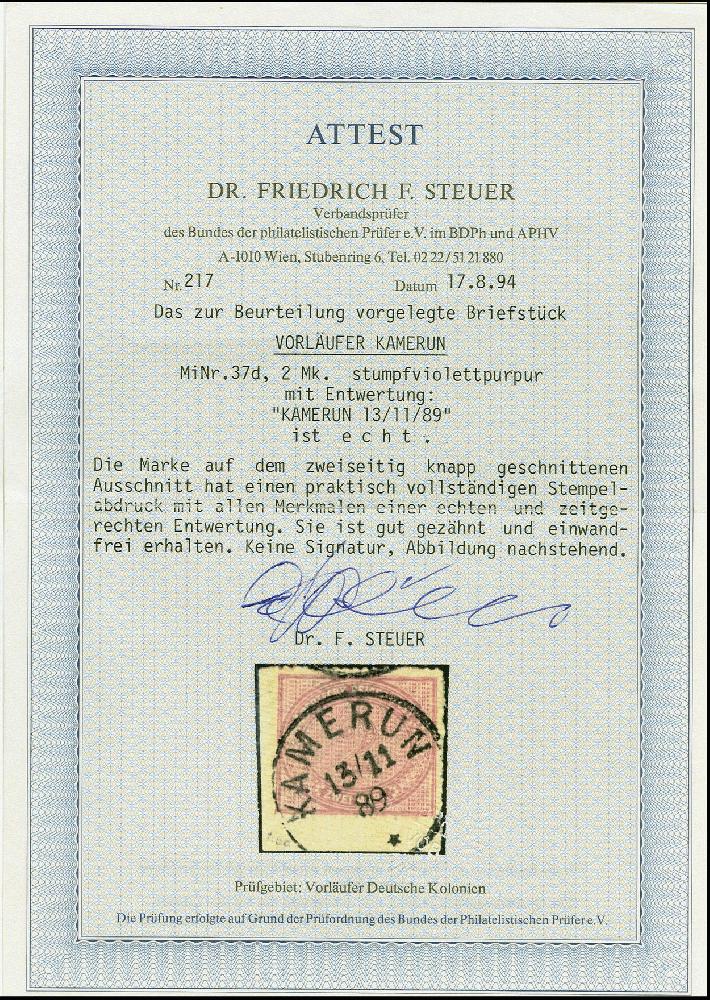 ATTEST
DR. FRIEDRICH F. STEUER
Verbandsprüfer
des Bundes der philatelistischen Prüfer e.V. im BDPh und APHV
A-1010 Wien, Stubenring 6, Tel. 02 22/51 21 880
Nr. 217 Datum 17.8.94
Das zur Beurteilung vorgelegte Briefstück
VORLÄUFER KAMERUN
MiNr.37d, 2 Mk. stumpfviolettpurpur
mit Entwertung:
"KAMERUN 13/11/89"
ist e c h t .
Die Marke auf dem zweiseitig knapp geschnittenen
Ausschnitt hat einen praktisch vollständigen Stempel-
abdruck mit allen Merkmalen einer echten und zeitge-
rechten Entwertung. Sie ist gut gezähnt und einwand-
frei erhalten. Keine Signatur, Abbildung nachstehend.
Dr. F. STEUER
KAMERUN
13/11
89
Prüfgebiet: Vorläufer Deutsche Kolonien
Die Prüfung erfolgte auf Grund der Prüfordnung des Bundes der Philatelistischen Prüfer e.V.